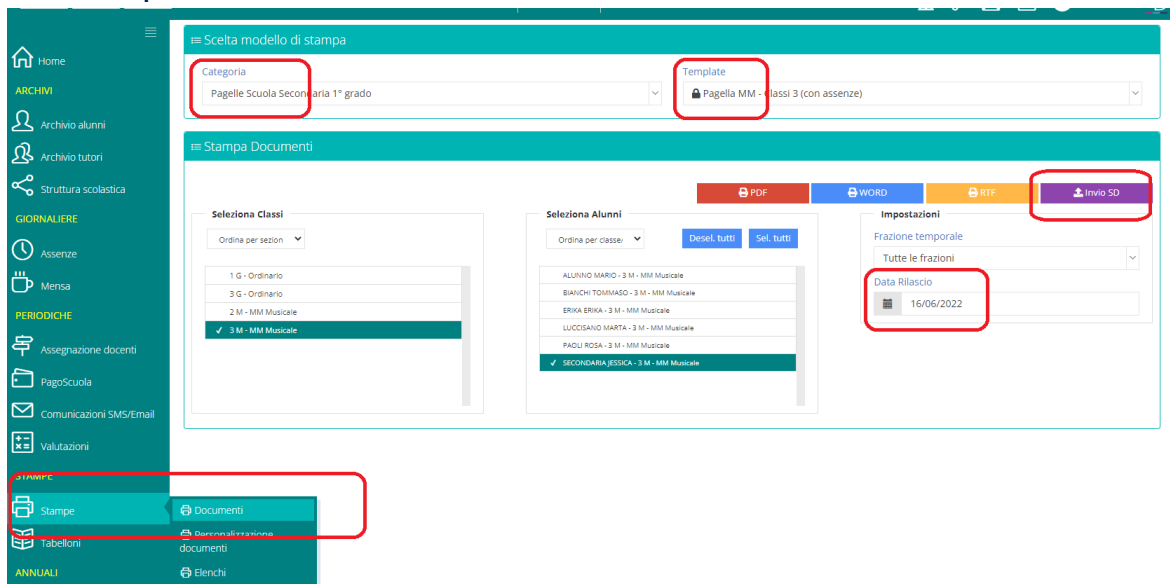 Home
ARCHIVI
Archivio alunni
Archivio tutori
Struttura scolastica
GIORNALIERE
Assenze
Mensa
PERIODICHE
Assegnazione docenti
PagoScuola
Comunicazioni SMS/Email
Valutazioni
STAMPE
Stampe
Tabelloni
ANNUALI
Documenti
Personalizzazione
documenti
Elenchi
Scelta modello di stampa
Categoria
Pagelle Scuola Secondaria 1° grado
Template
Pagella MM - Classi 3 (con assenze)
Stampa Documenti
PDF
WORD
RTF
Invio SD
Seleziona Classi
Ordina per sezion
1 G - Ordinario
3 G - Ordinario
2 M - MM Musicale
3 M - MM Musicale
Seleziona Alunni
Ordina per classe/
Desel. tutti
Sel. tutti
ALUNNO MARIO - 3 M - MM Musicale
BIANCHI TOMMASO - 3 M - MM Musicale
ERIKA ERIKA - 3 M - MM Musicale
LUCCISANO MARTA - 3 M - MM Musicale
PAOLI ROSA - 3 M - MM Musicale
SECONDARIA JESSICA - 3 M - MM Musicale
Impostazioni
Frazione temporale
Tutte le frazioni
Data Rilascio
16/06/2022